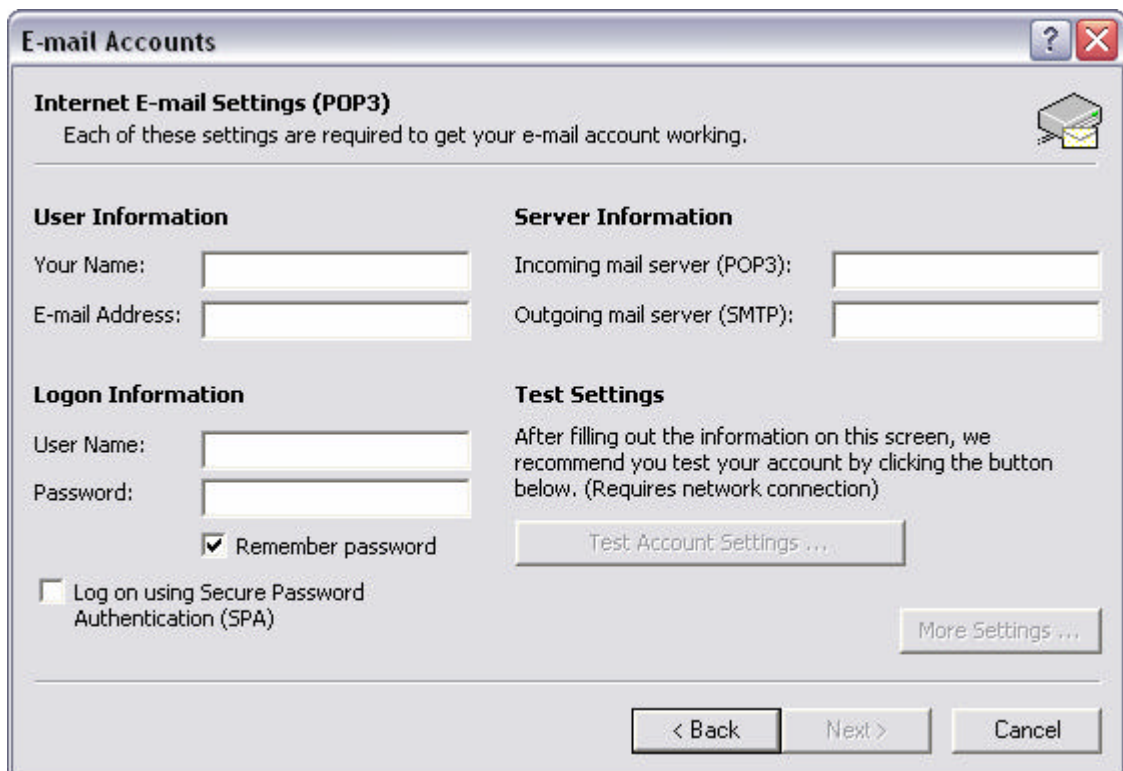 E-mail Accounts
?
Internet E-mail Settings (POP3)
Each of these settings are required to get your e-mail account working.
User Information
Your Name:
E-mail Address:
Server Information
Incoming mail server (POP3):
Outgoing mail server (SMTP):
Logon Information
User Name:
Password:
Remember password
Log on using Secure Password
Authentication (SPA)
Test Settings
After filling out the information on this screen, we
recommend you test your account by clicking the button
below. (Requires network connection)
Test Account Settings ...
More Settings ...
< Back
Next >
Cancel